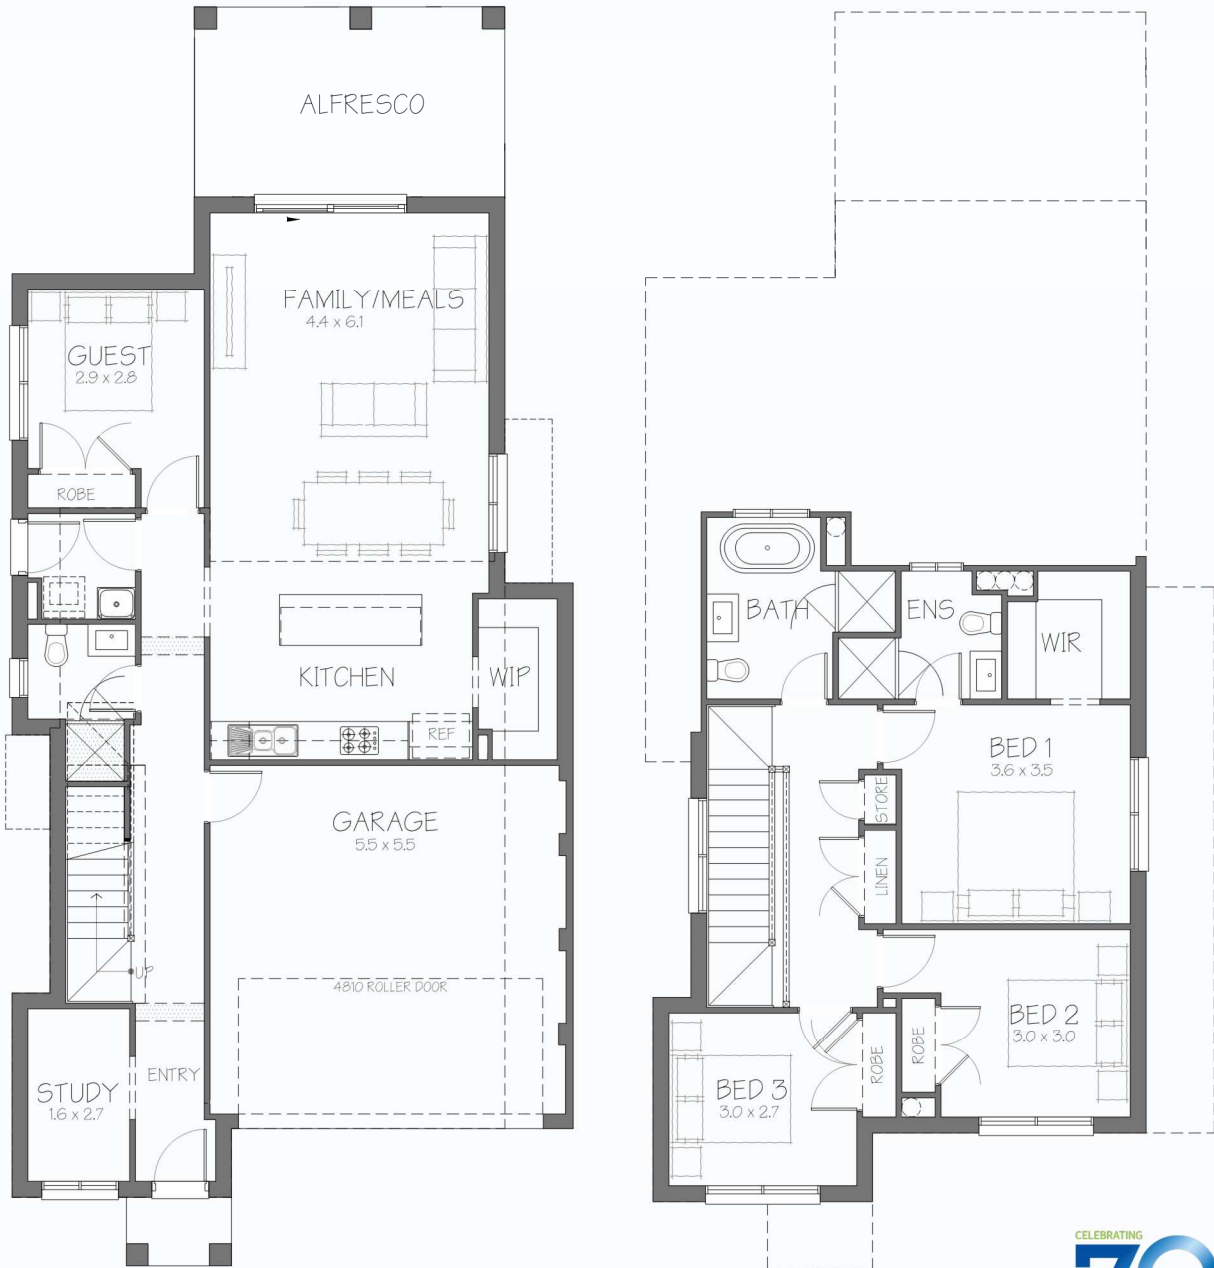 ALFRESCO
FAMILY/MEALS
4.4 x 6.1
GUEST
2.9 x 2.8
ROBE
KITCHEN
WIP
REF
GARAGE
5.5 x 5.5
UP
4810 ROLLER DOOR
ENTRY
STUDY
1.6 x 2.7
BATH
ENS
WIR
BED 1
3.6 x 3.5
STORE
LINEN
BED 2
3.0 x 3.0
ROBE
ROBE
BED 3
3.0 x 2.7
CELEBRATING
70